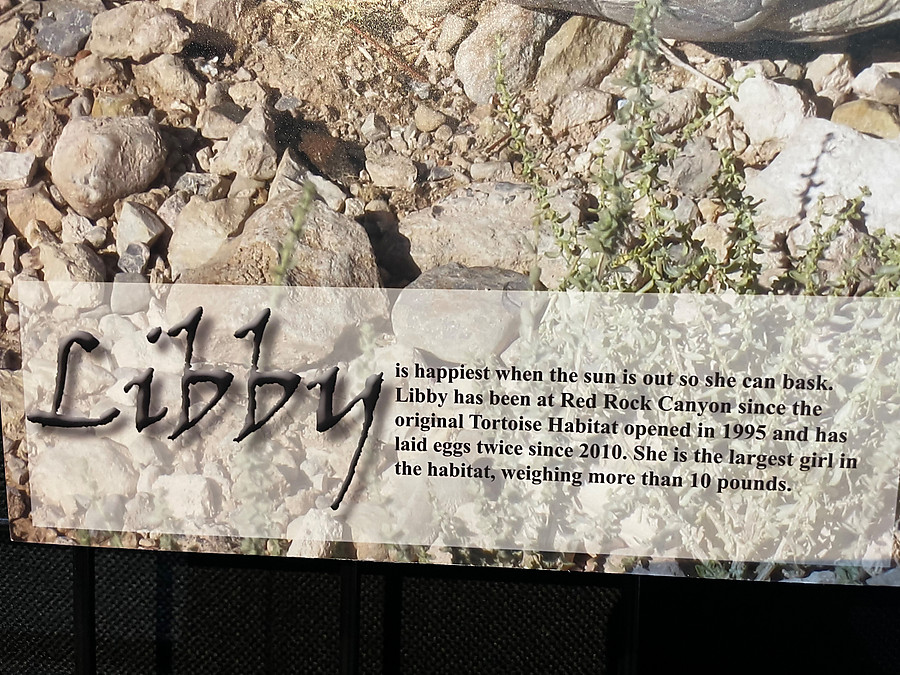 Libby
is happiest when the sun is out so she can bask.
Libby has been at Red Rock Canyon since the
original Tortoise Habitat opened in 1995 and has
laid eggs twice since 2010. She is the largest girl in
the habitat, weighing more than 10 pounds.